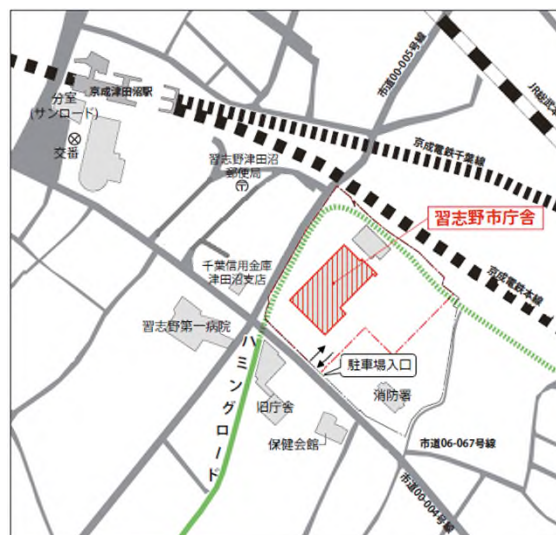 市道00-005号線
JR総武本
京成津田沼駅
分室
(サンロード)
京成電鉄千葉線
交番
習志野津田沼
郵便局
習志野市庁舎
千葉信用金庫
津田沼支店
京成電鉄本線
習志野第一病院
駐車場入口
ハミングロード
旧庁舎
消防署
保健会館
市道06-067号線
市道00-004号線